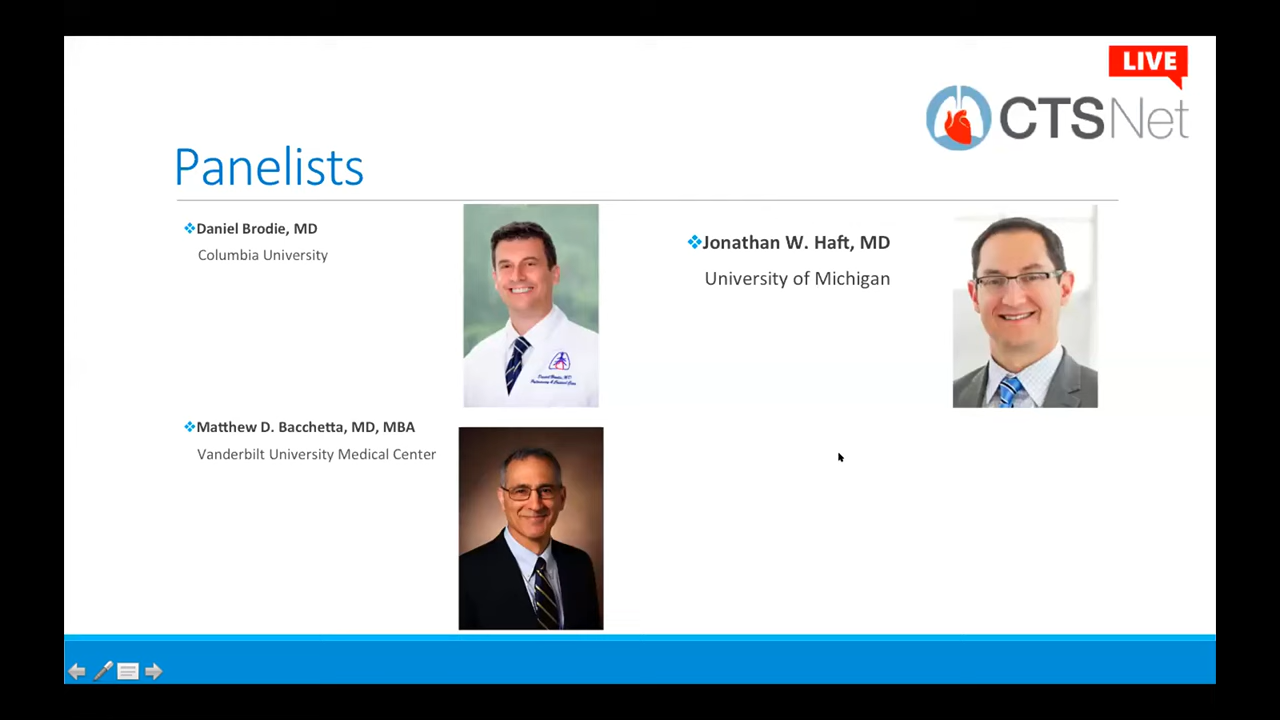 LIVE
CTSNet
Panelists
❖Daniel Brodie, MD
Columbia University
❖Jonathan W. Haft, MD
University of Michigan
❖Matthew D. Bacchetta, MD, MBA
Vanderbilt University Medical Center